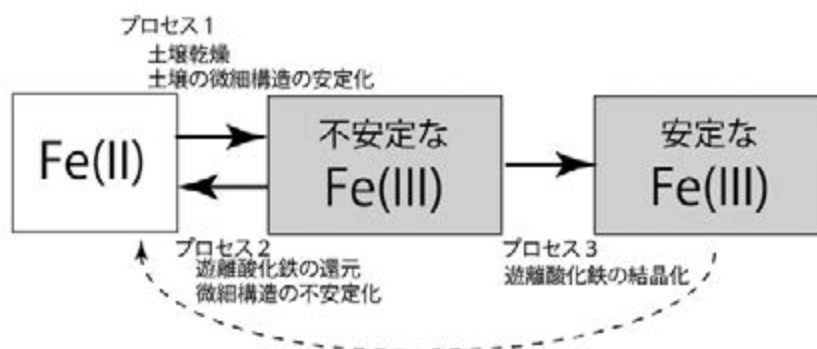 プロセス1
土壌乾燥
土壌の微細構造の安定化
Fe(II)
不安定な
Fe(III)
安定な
Fe(III)
プロセス2
遊離酸化鉄の還元
微細構造の不安定化
プロセス3
遊離酸化鉄の結晶化